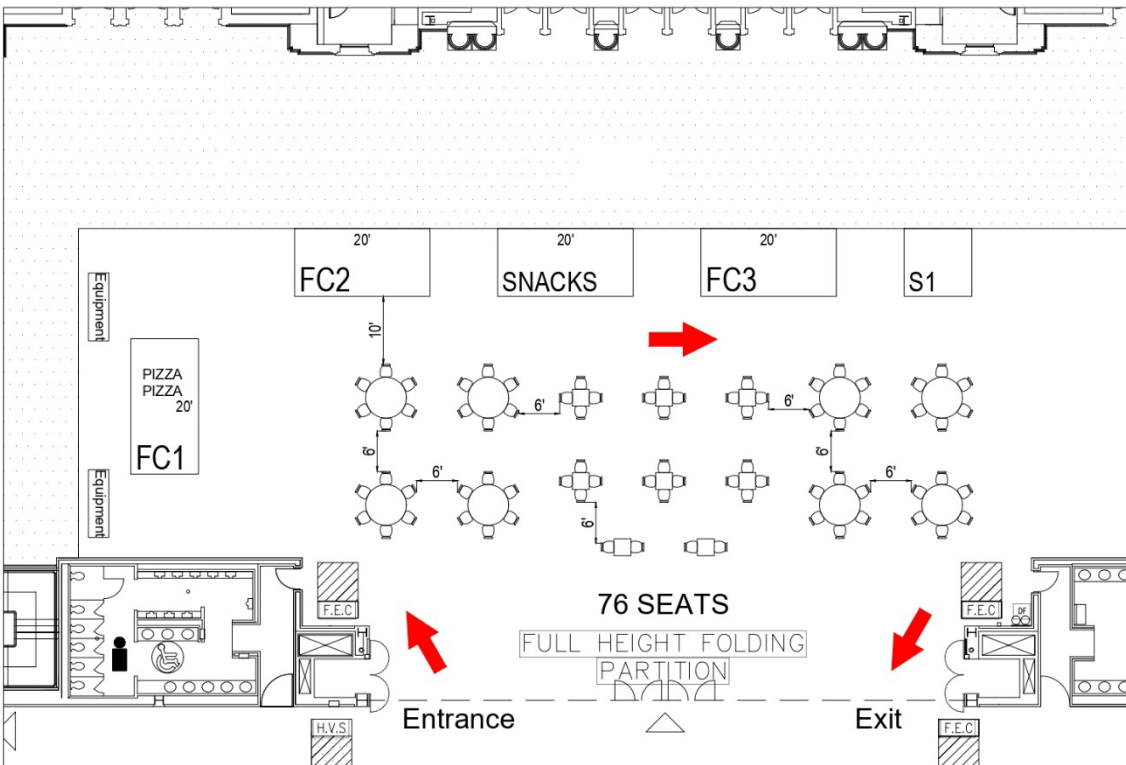 20'
20'
20'
FC2
SNACKS
FC3
S1
Equipment
10'
PIZZA
PIZZA
20'
FC1
6'
6'
6'
6'
Equipment
6'
6'
6'
76 SEATS
F.E.C
F.E.C
DF
FULL HEIGHT FOLDING
PARTITION
Entrance
Exit
H.V.S
F.E.C